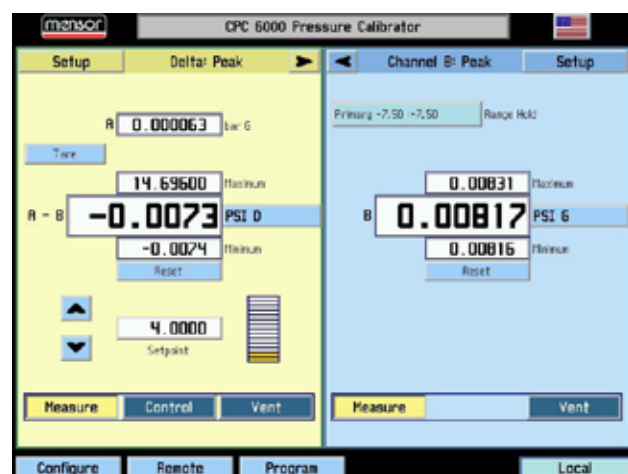 mensor CPC 6000 Pressure Calibrator
Setup Delta: Peak
A 0.000063 bar G
Tare
14.69600 Maximum
A - B -0.0073 PSI D
-0.0074 Minimum
Reset
4.0000
Setpoint
Measure Control Vent
Channel B: Peak Setup
Primary -7.50 :+7.50 Range Hold
0.00831 Maximum
B 0.00817 PSI G
0.00816 Minimum
Reset
Measure Vent
Configure Remote Program Local